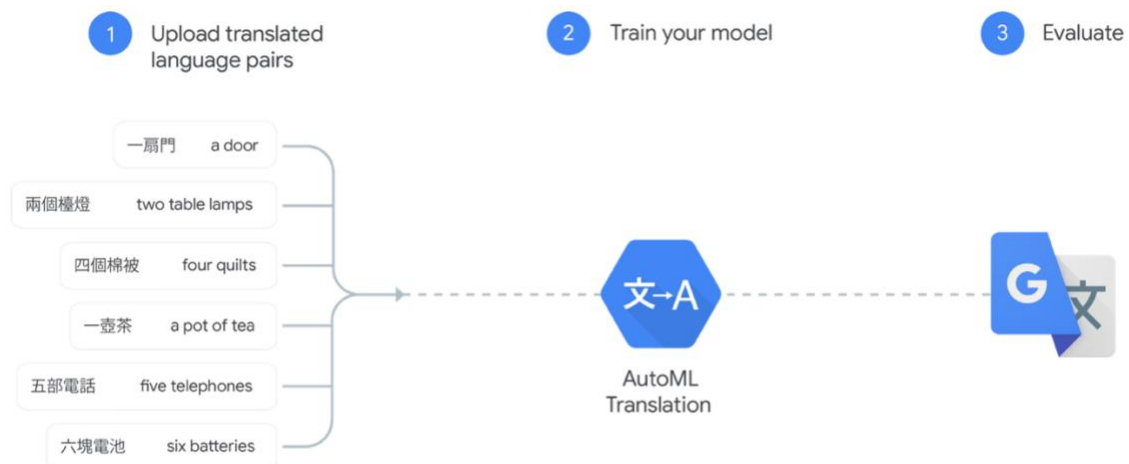 1 Upload translated
language pairs
2 Train your model
3 Evaluate
一扇門 a door
兩個檯燈 two table lamps
四個棉被 four quilts
一壺茶 a pot of tea
五部電話 five telephones
六塊電池 six batteries
文→A
AutoML
Translation
G 文